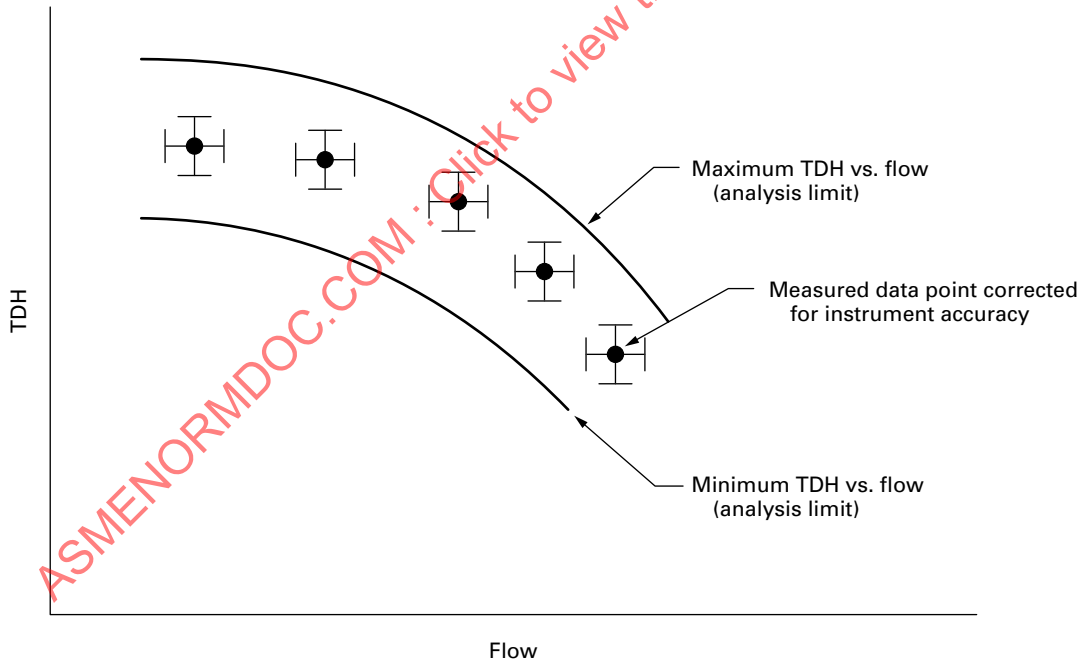 ASMENORMDOC.COM : Click to view t
Maximum TDH vs. flow
(analysis limit)
Measured data point corrected
for instrument accuracy
TDH
Minimum TDH vs. flow
(analysis limit)
Flow